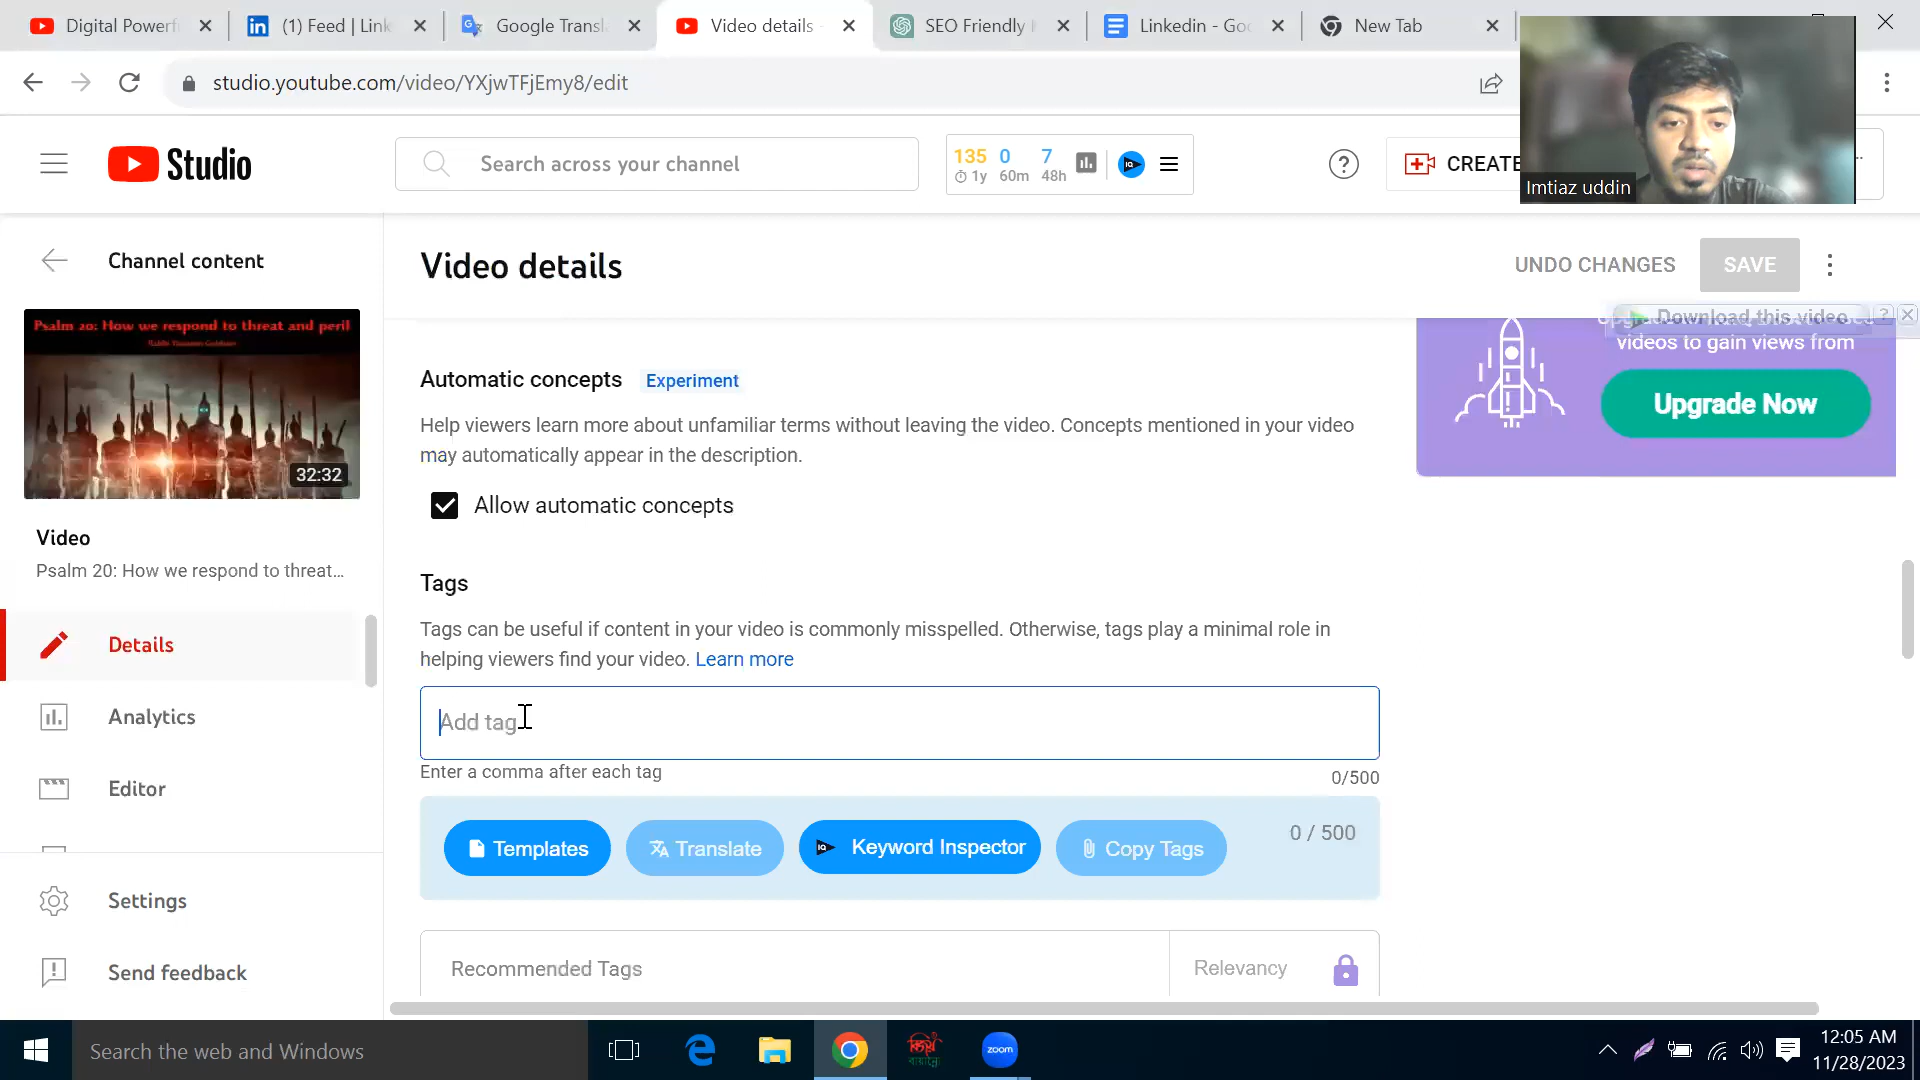 Digital Powerf
(1) Feed | Link
Google Transl
Video details -
SEO Friendly
Linkedin - Go
New Tab
studio.youtube.com/video/YXjwTFjEmy8/edit
Studio
Search across your channel
135 0 7
1y 60m 48h
CREATE
Imtiaz uddin
Channel content
Video details
UNDO CHANGES
SAVE
Download this video
videos to gain views from
Upgrade Now
Psalm 20: How we respond to threat and peril
32:32
Video
Psalm 20: How we respond to threat...
Details
Analytics
Editor
Settings
Send feedback
Automatic concepts Experiment
Help viewers learn more about unfamiliar terms without leaving the video. Concepts mentioned in your video
may automatically appear in the description.
Allow automatic concepts
Tags
Tags can be useful if content in your video is commonly misspelled. Otherwise, tags play a minimal role in
helping viewers find your video. Learn more
Add tag
Enter a comma after each tag
0/500
Templates
Translate
Keyword Inspector
Copy Tags
0 / 500
Recommended Tags
Relevancy
Search the web and Windows
zoom
12:05 AM
11/28/2023